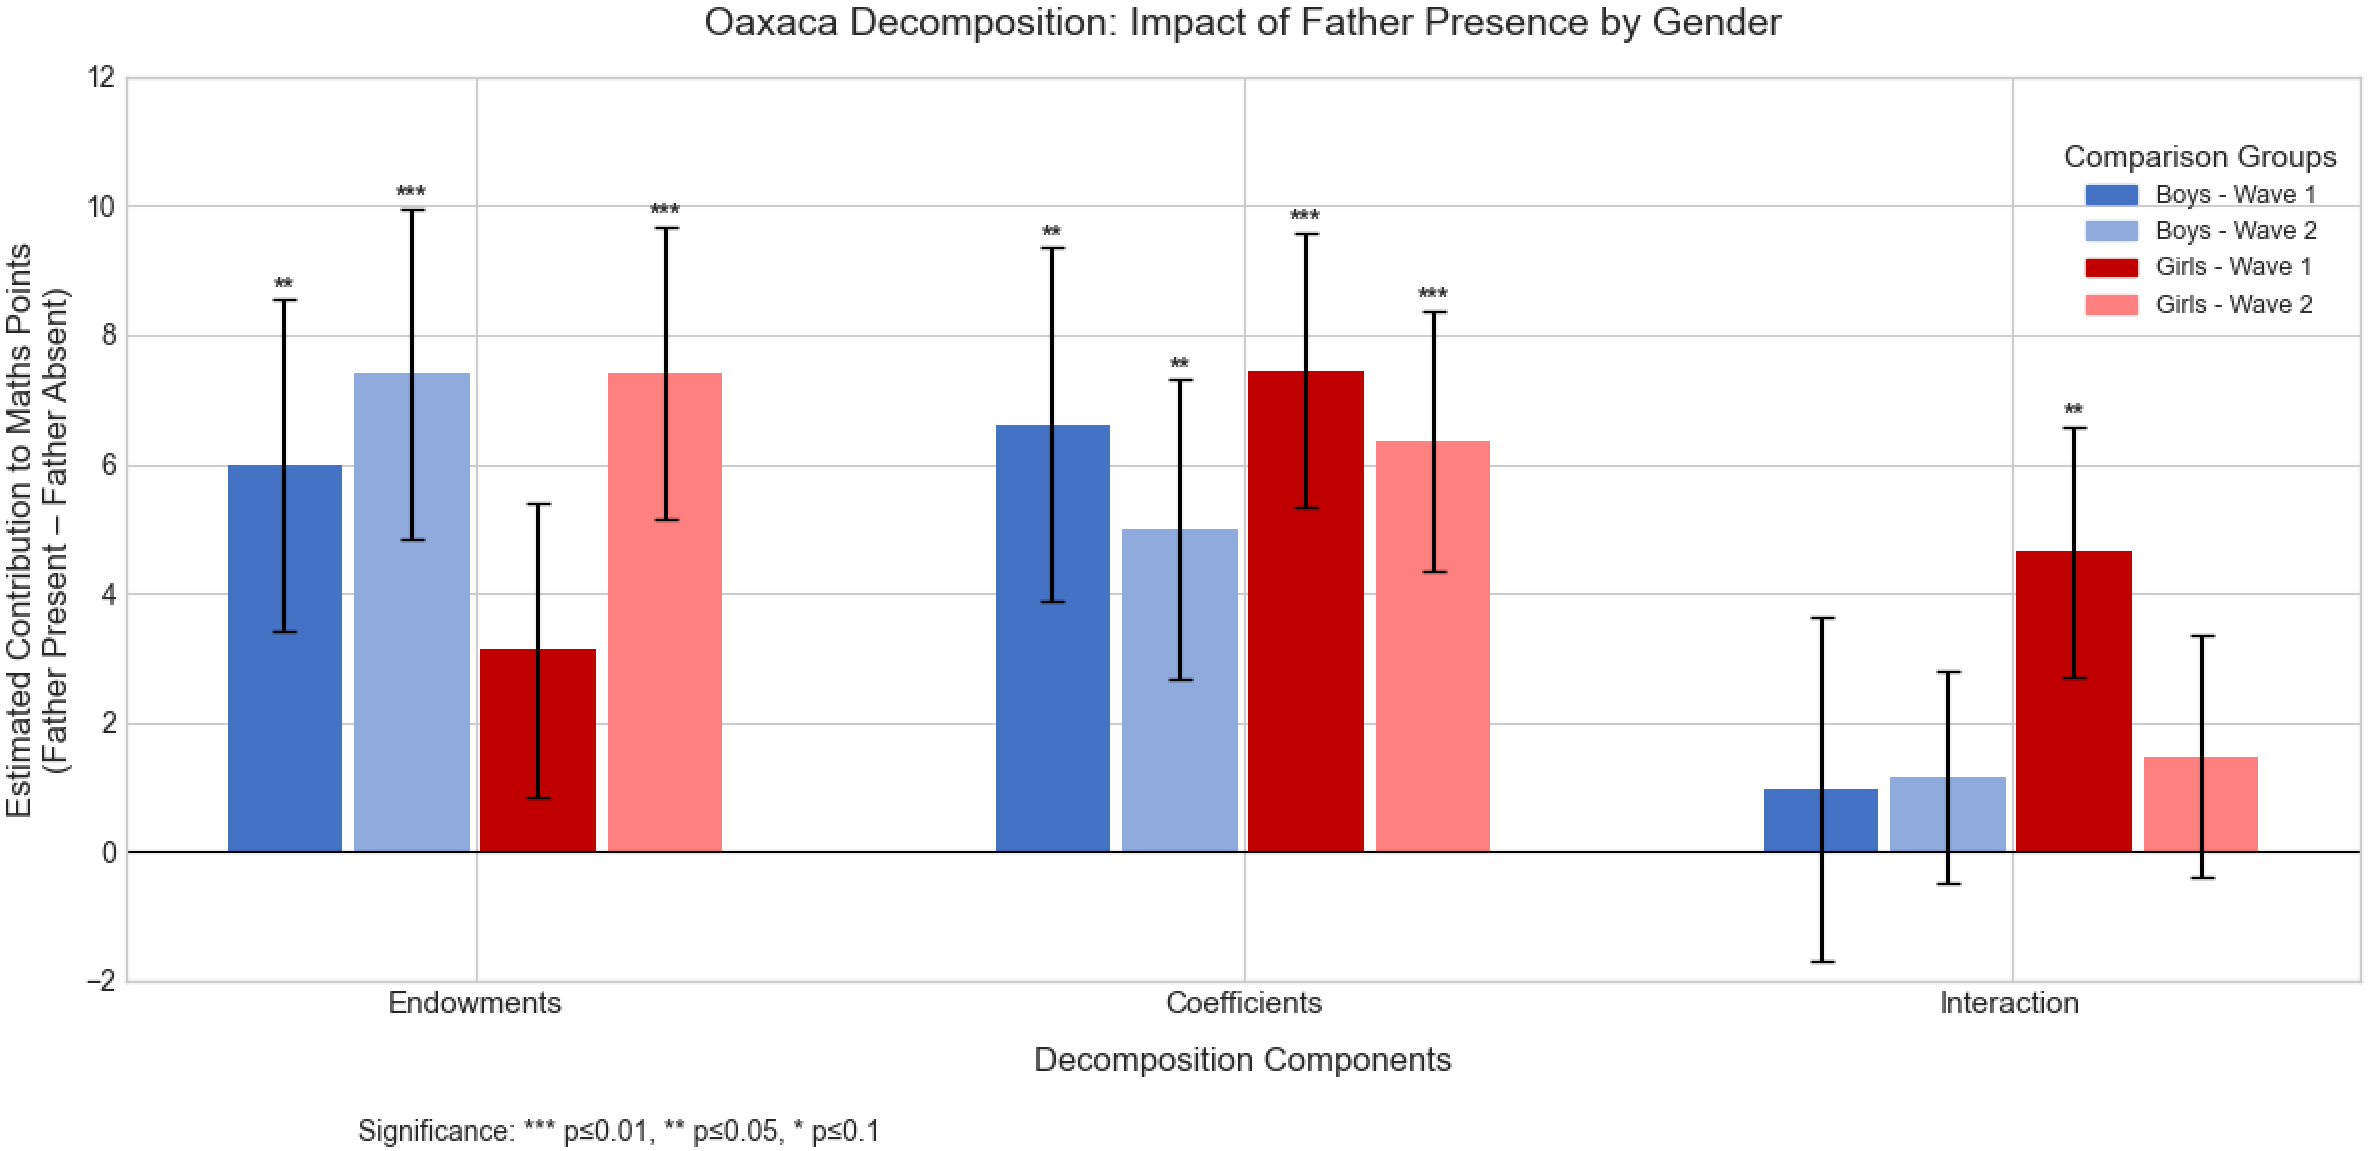 Oaxaca Decomposition: Impact of Father Presence by Gender
Estimated Contribution to Maths Points
(Father Present – Father Absent)
12
10
8
6
4
2
0
−2
**
***
***
**
**
***
***
**
Comparison Groups
Boys - Wave 1
Boys - Wave 2
Girls - Wave 1
Girls - Wave 2
Endowments
Coefficients
Interaction
Decomposition Components
Significance: *** p≤0.01, ** p≤0.05, * p≤0.1